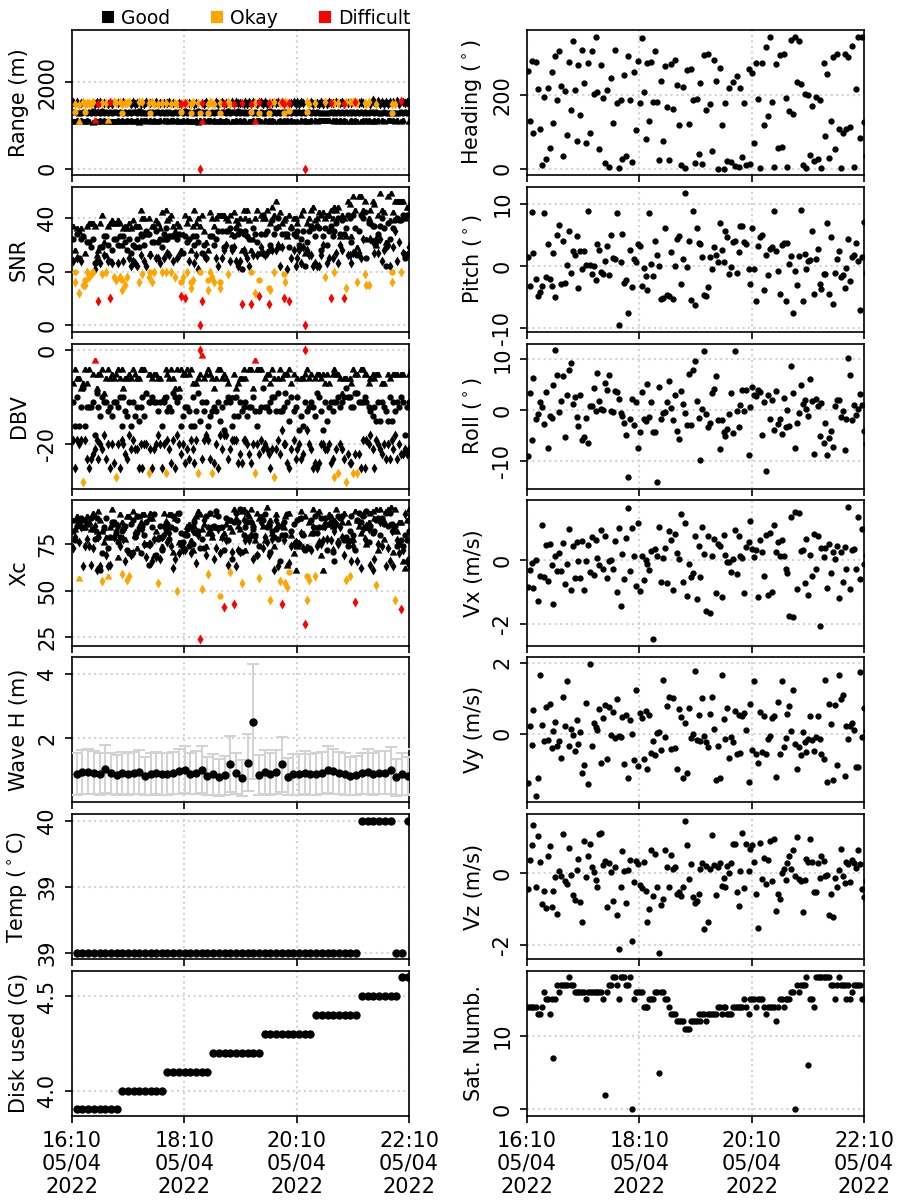 Good Okay Difficult
Range (m)
2000
0
Heading (°)
200
0
SNR
40
20
0
Pitch (°)
10
0
-10
DBV
0
-20
Roll (°)
10
0
-10
Xc
75
50
25
Vx (m/s)
0
-2
Wave H (m)
4
2
Vy (m/s)
2
0
Temp (°C)
40
39
39
Vz (m/s)
0
-2
Disk used (G)
4.5
4.0
Sat. Numb.
10
0
16:10 18:10 20:10 22:10
05/04 05/04 05/04 05/04
2022 2022 2022 2022
16:10 18:10 20:10 22:10
05/04 05/04 05/04 05/04
2022 2022 2022 2022